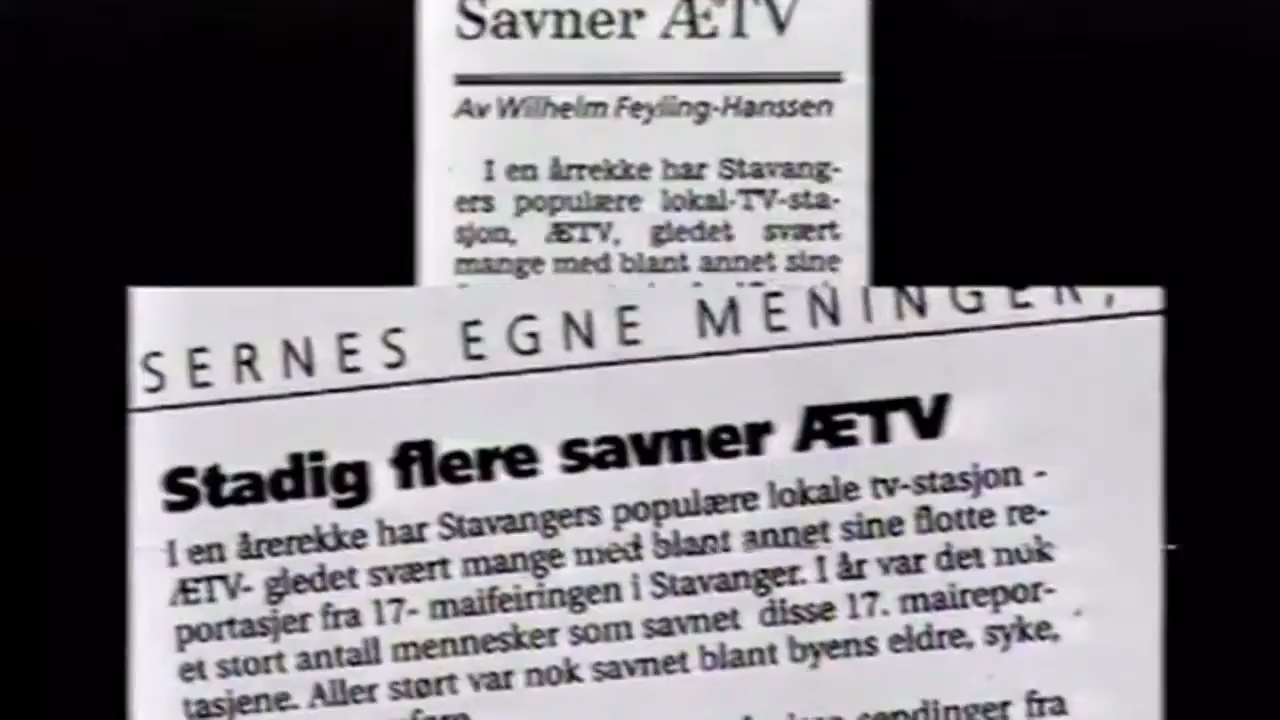 Savner ÆTV
Av Wilhelm Feyling-Hanssen
I en årrekke har Stavang-
ers populære lokal-TV-sta-
sjon, ÆTV, gledet svært
mange med blant annet sine
SERNES EGNE MENINGER,
Stadig flere savner ÆTV
I en årerekke har Stavangers populære lokale tv-stasjon -
ÆTV- gledet svært mange med blant annet sine flotte re-
portasjer fra 17- maifeiringen i Stavanger. I år var det nuk
et stort antall mennesker som savnet disse 17. mairepor-
tasjene. Aller størt var nok savnet blant byens eldre, syke,
sendinger fra